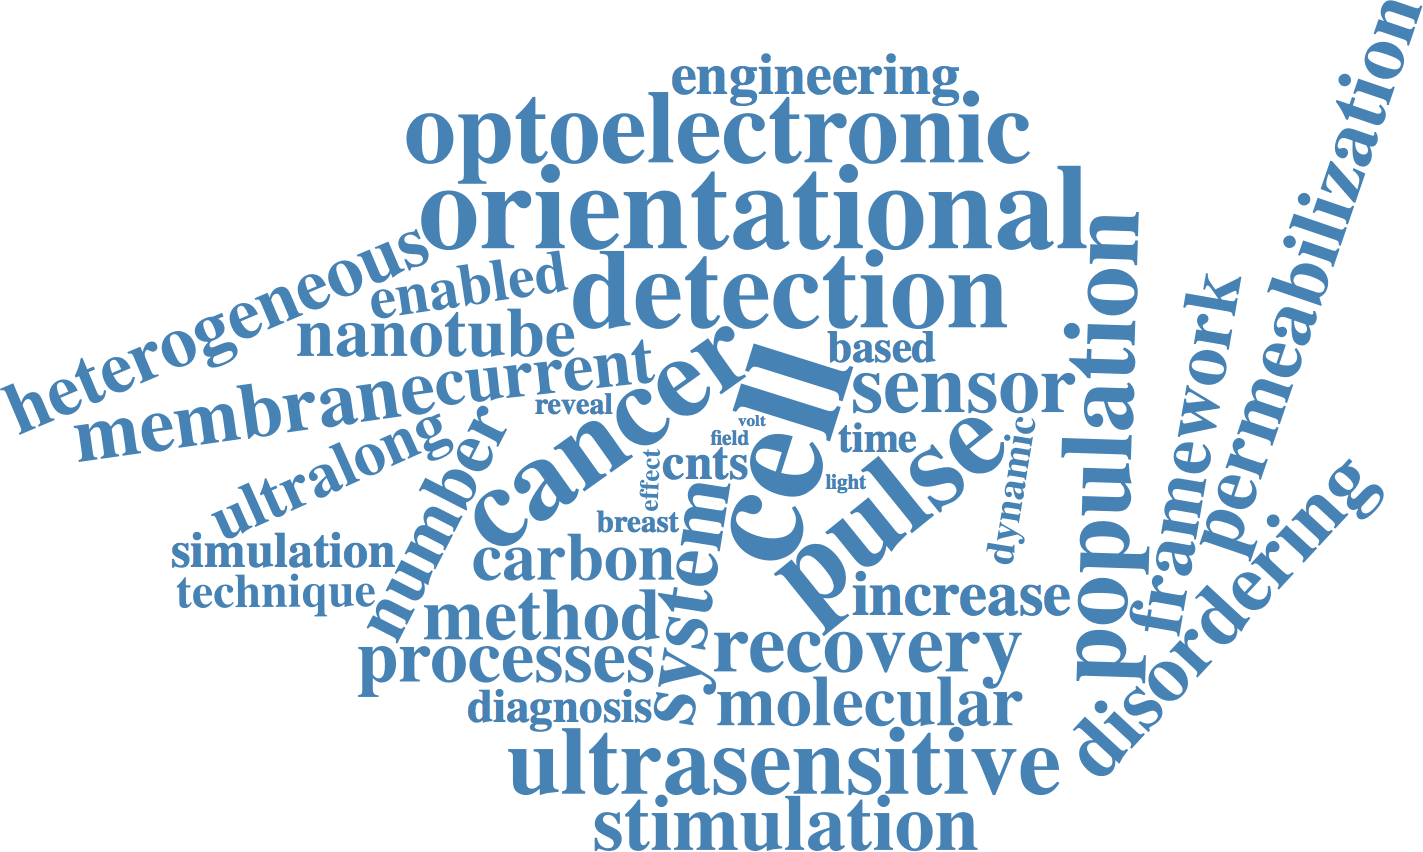 engineering
optoelectronic
orientational
permeabilization
heterogeneous
enabled
detection
population
nanotube
membrane
current
cancer
cell
based
sensor
framework
reveal
volt
field
time
ultralong
number
effect
cnts
light
pulse
dynamic
breast
system
simulation
carbon
disordering
technique
increase
method
recovery
processes
diagnosis
molecular
ultrasensitive
stimulation